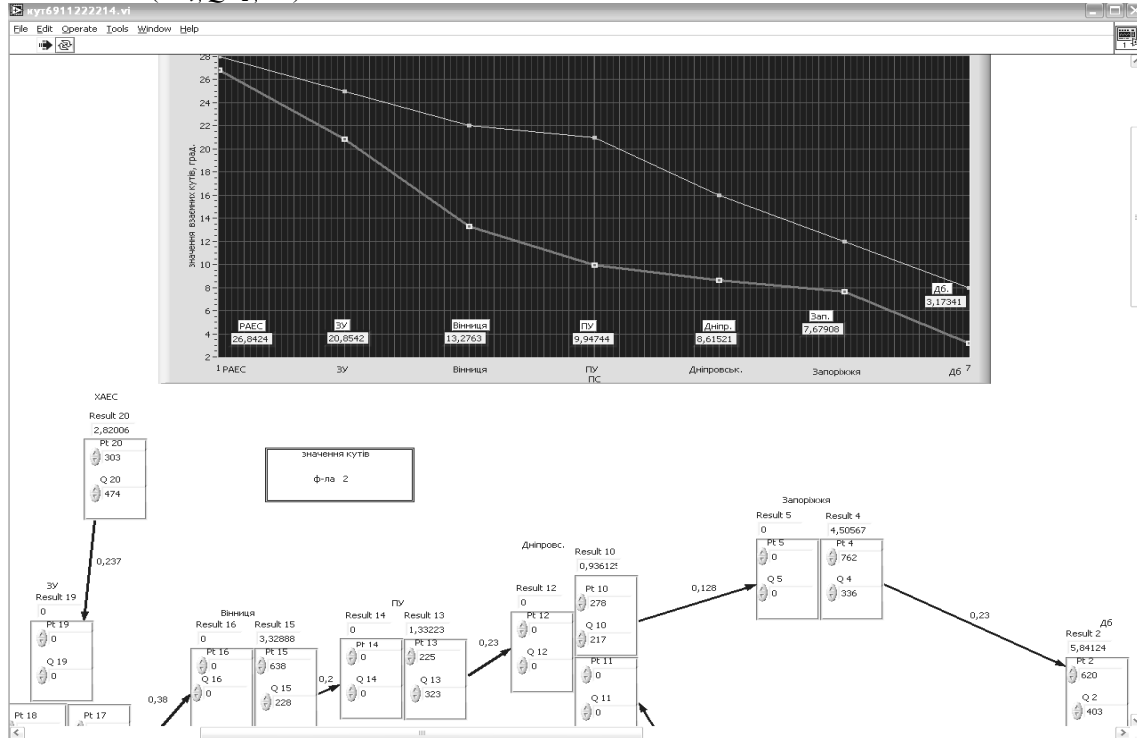 кут6911222214.vi
File Edit Operate Tools Window Help
1
значення взаємних кутів, град.
28
26
24
22
20
18
16
14
12
10
8
6
4
2
РАЕС
26,8424
ЗУ
20,8542
Вінниця
13,2763
ПУ
9,94744
Дніпр.
8,61521
Зап.
7,67908
Дб.
3,17341
1 РАЕС ЗУ Вінниця ПУ ПС Дніпровськ. Запоріжжя Дб 7
ХАЕС
Result 20
2,82006
Pt 20
303
Q 20
474
0,237
значення кутів
ф-ла 2
ЗУ
Result 19
0
Pt 19
0
Q 19
0
Pt 18 Pt 17
0,38
Вінниця
Result 16 Result 15
0 3,32888
Pt 16 Pt 15
0 638
Q 16 Q 15
0 228
0,2
ПУ
Result 14 Result 13
0 1,33223
Pt 14 Pt 13
0 225
Q 14 Q 13
0 323
0,23
Дніпровс.
Result 12 Result 10
0 0,936125
Pt 12 Pt 10
0 278
Q 12 Q 10
0 217
Pt 11
0
Q 11
0
0,128
Запоріжжя
Result 5 Result 4
0 4,50567
Pt 5 Pt 4
0 762
Q 5 Q 4
0 336
0,23
Дб
Result 2
5,84124
Pt 2
620
Q 2
403